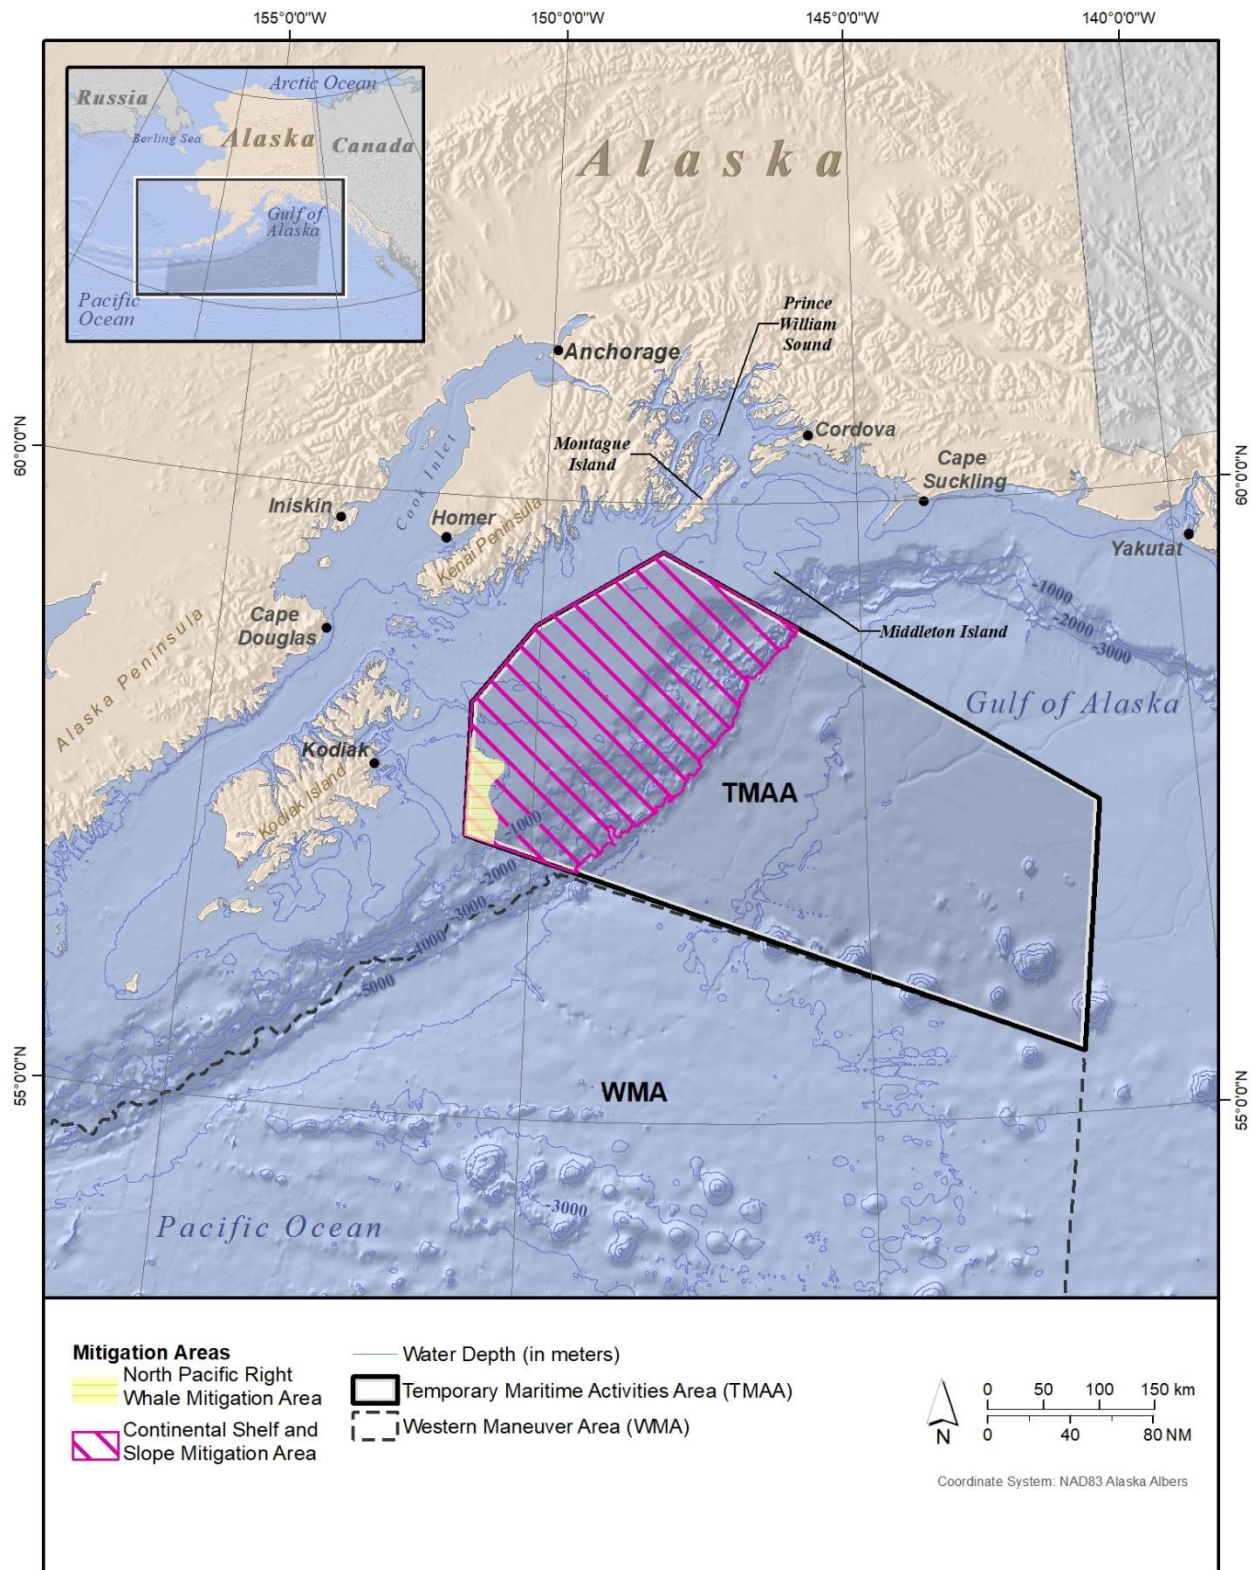 155°0'0"W
150°0'0"W
145°0'0"W
140°0'0"W
Arctic Ocean
Russia
Berling Sea
Alaska
Canada
Gulf of
Alaska
Pacific
Ocean
Alaska
Prince
William
Sound
Anchorage
60°0'0"N
Cordova
Montague
Island
Cape
Suckling
60°0'0"N
Cook Inlet
Iniskin
Homer
Kenai Peninsula
Yakutat
-1000
-2000
-3000
Cape
Douglas
Middleton Island
Alaska Peninsula
Gulf of Alaska
Kodiak
Kodiak Island
TMAA
-1000
-2000
-3000
-4000
-5000
55°0'0"N
WMA
55°0'0"N
-3000
Pacific Ocean
Mitigation Areas
North Pacific Right
Whale Mitigation Area
Continental Shelf and
Slope Mitigation Area
Water Depth (in meters)
Temporary Maritime Activities Area (TMAA)
Western Maneuver Area (WMA)
N
0 50 100 150 km
0 40 80 NM
Coordinate System: NAD83 Alaska Albers